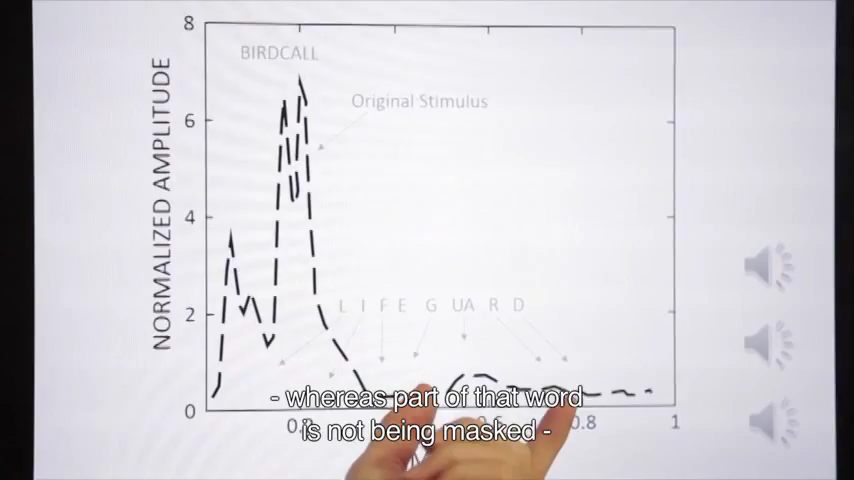 8
BIRDCALL
Original Stimulus
6
NORMALIZED AMPLITUDE
4
2
L I F E G U A R D
0
0.8
1
- whereas part of that word
is not being masked -